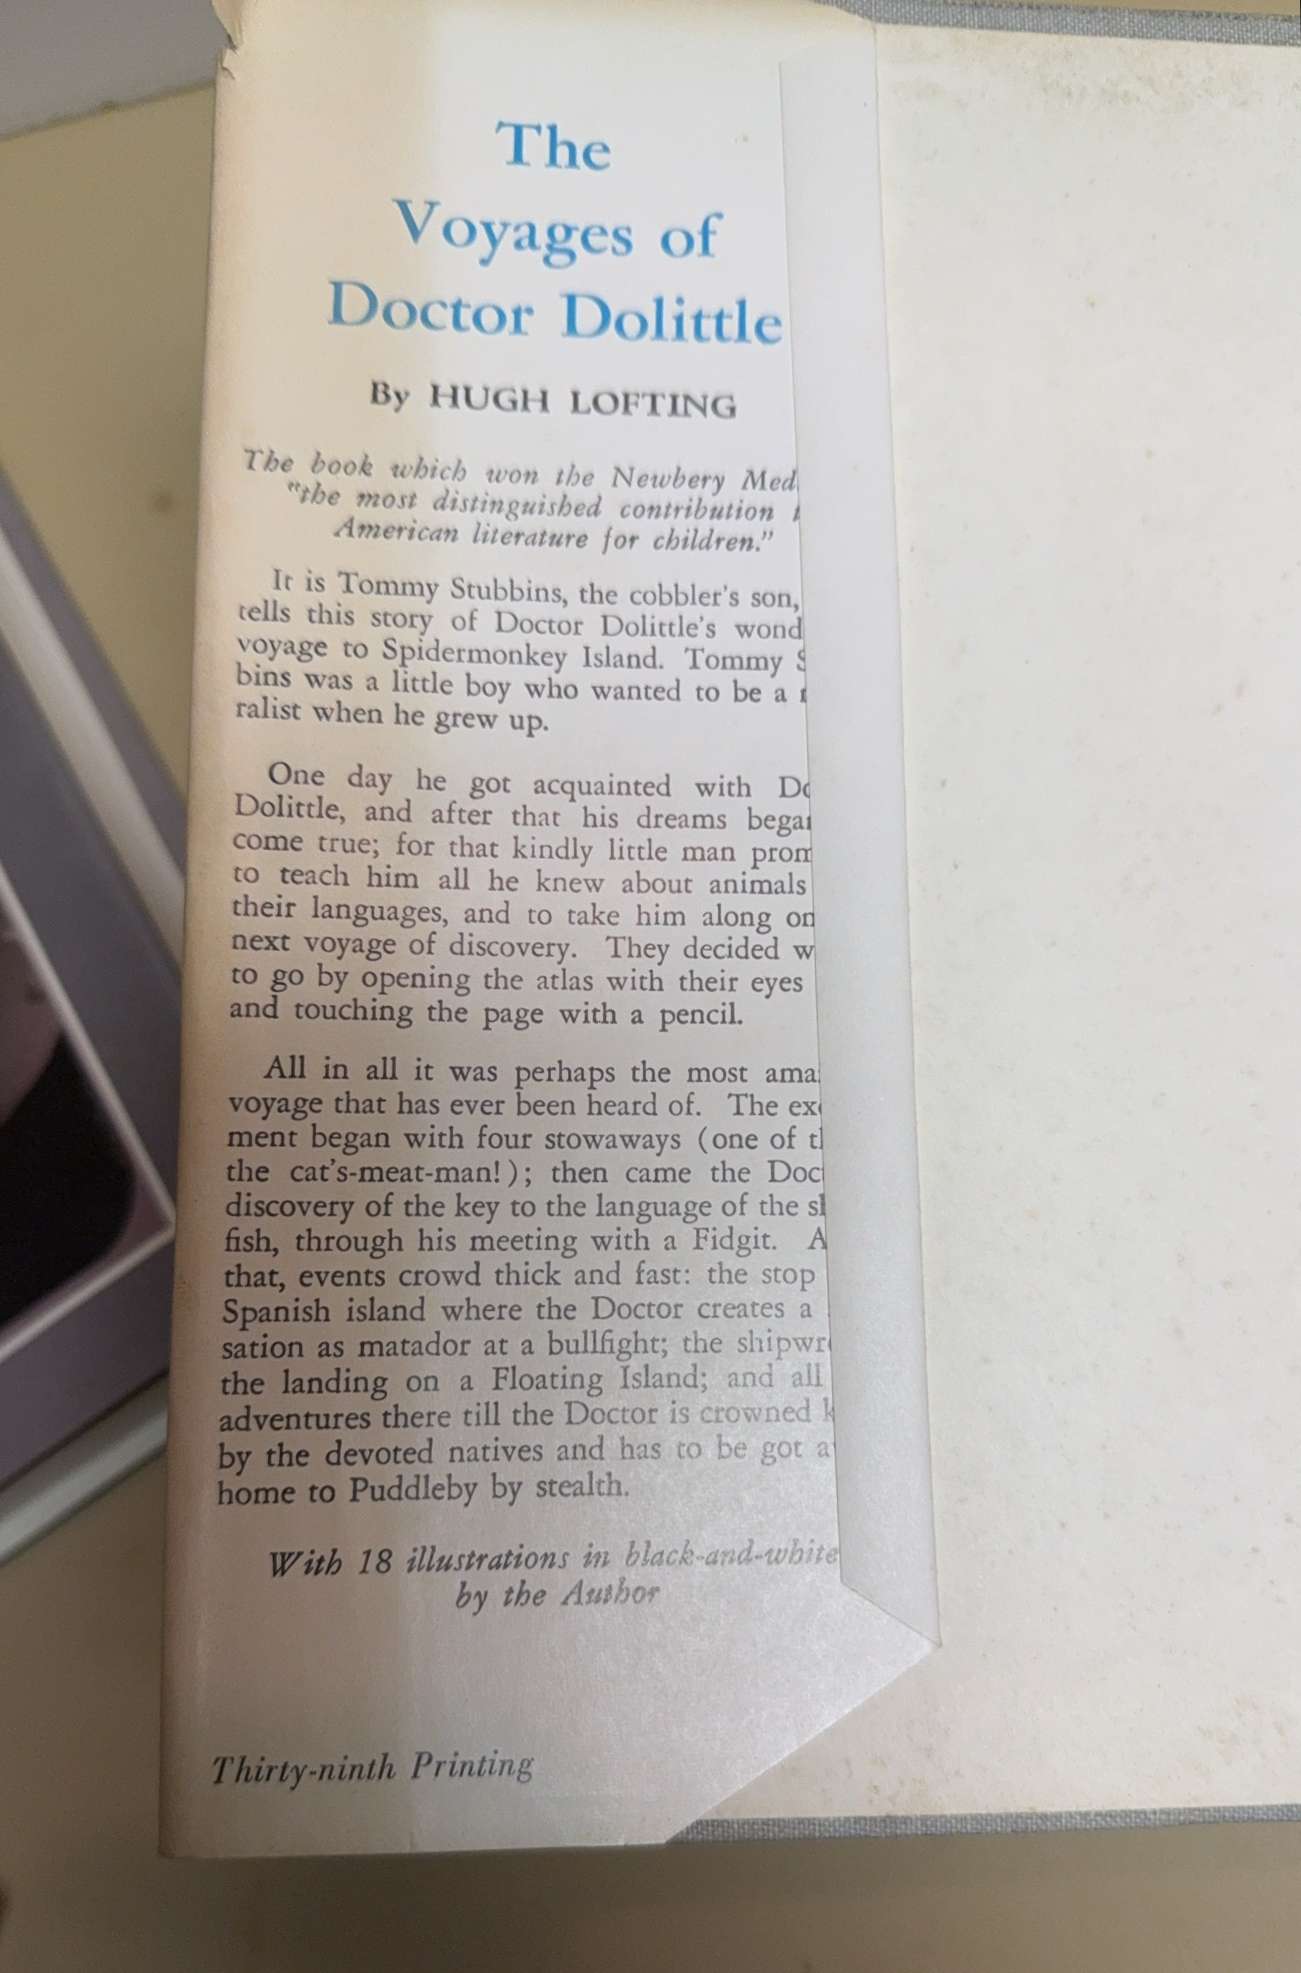 The
Voyages of
Doctor Dolittle
By HUGH LOFTING
The book which won the Newbery Med
"the most distinguished contribution
American literature for children."
It is Tommy Stubbins, the cobbler's son,
tells this story of Doctor Dolittle's wond
voyage to Spidermonkey Island. Tommy S
bins was a little boy who wanted to be a
ralist when he grew up.
One day he got acquainted with Do
Dolittle, and after that his dreams began
come true; for that kindly little man prom
to teach him all he knew about animals
their languages, and to take him along on
next voyage of discovery. They decided w
to go by opening the atlas with their eyes
and touching the page with a pencil.
All in all it was perhaps the most ama
voyage that has ever been heard of. The ex
ment began with four stowaways (one of t
the cat's-meat-man!); then came the Doc
discovery of the key to the language of the s
fish, through his meeting with a Fidgit. A
that, events crowd thick and fast: the stop
Spanish island where the Doctor creates a
sation as matador at a bullfight; the shipwr
the landing on a Floating Island; and all
adventures there till the Doctor is crowned k
by the devoted natives and has to be got a
home to Puddleby by stealth.
With 18 illustrations in black-and-white
by the Author
Thirty-ninth Printing